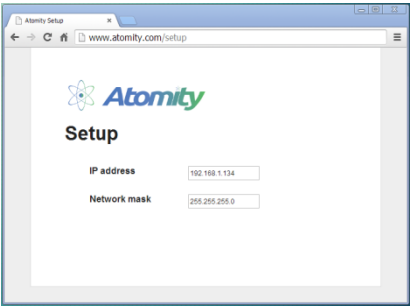 Atomity Setup
www.atomity.com/setup
Atomity
Setup
IP address 192.168.1.134
Network mask 255.255.255.0